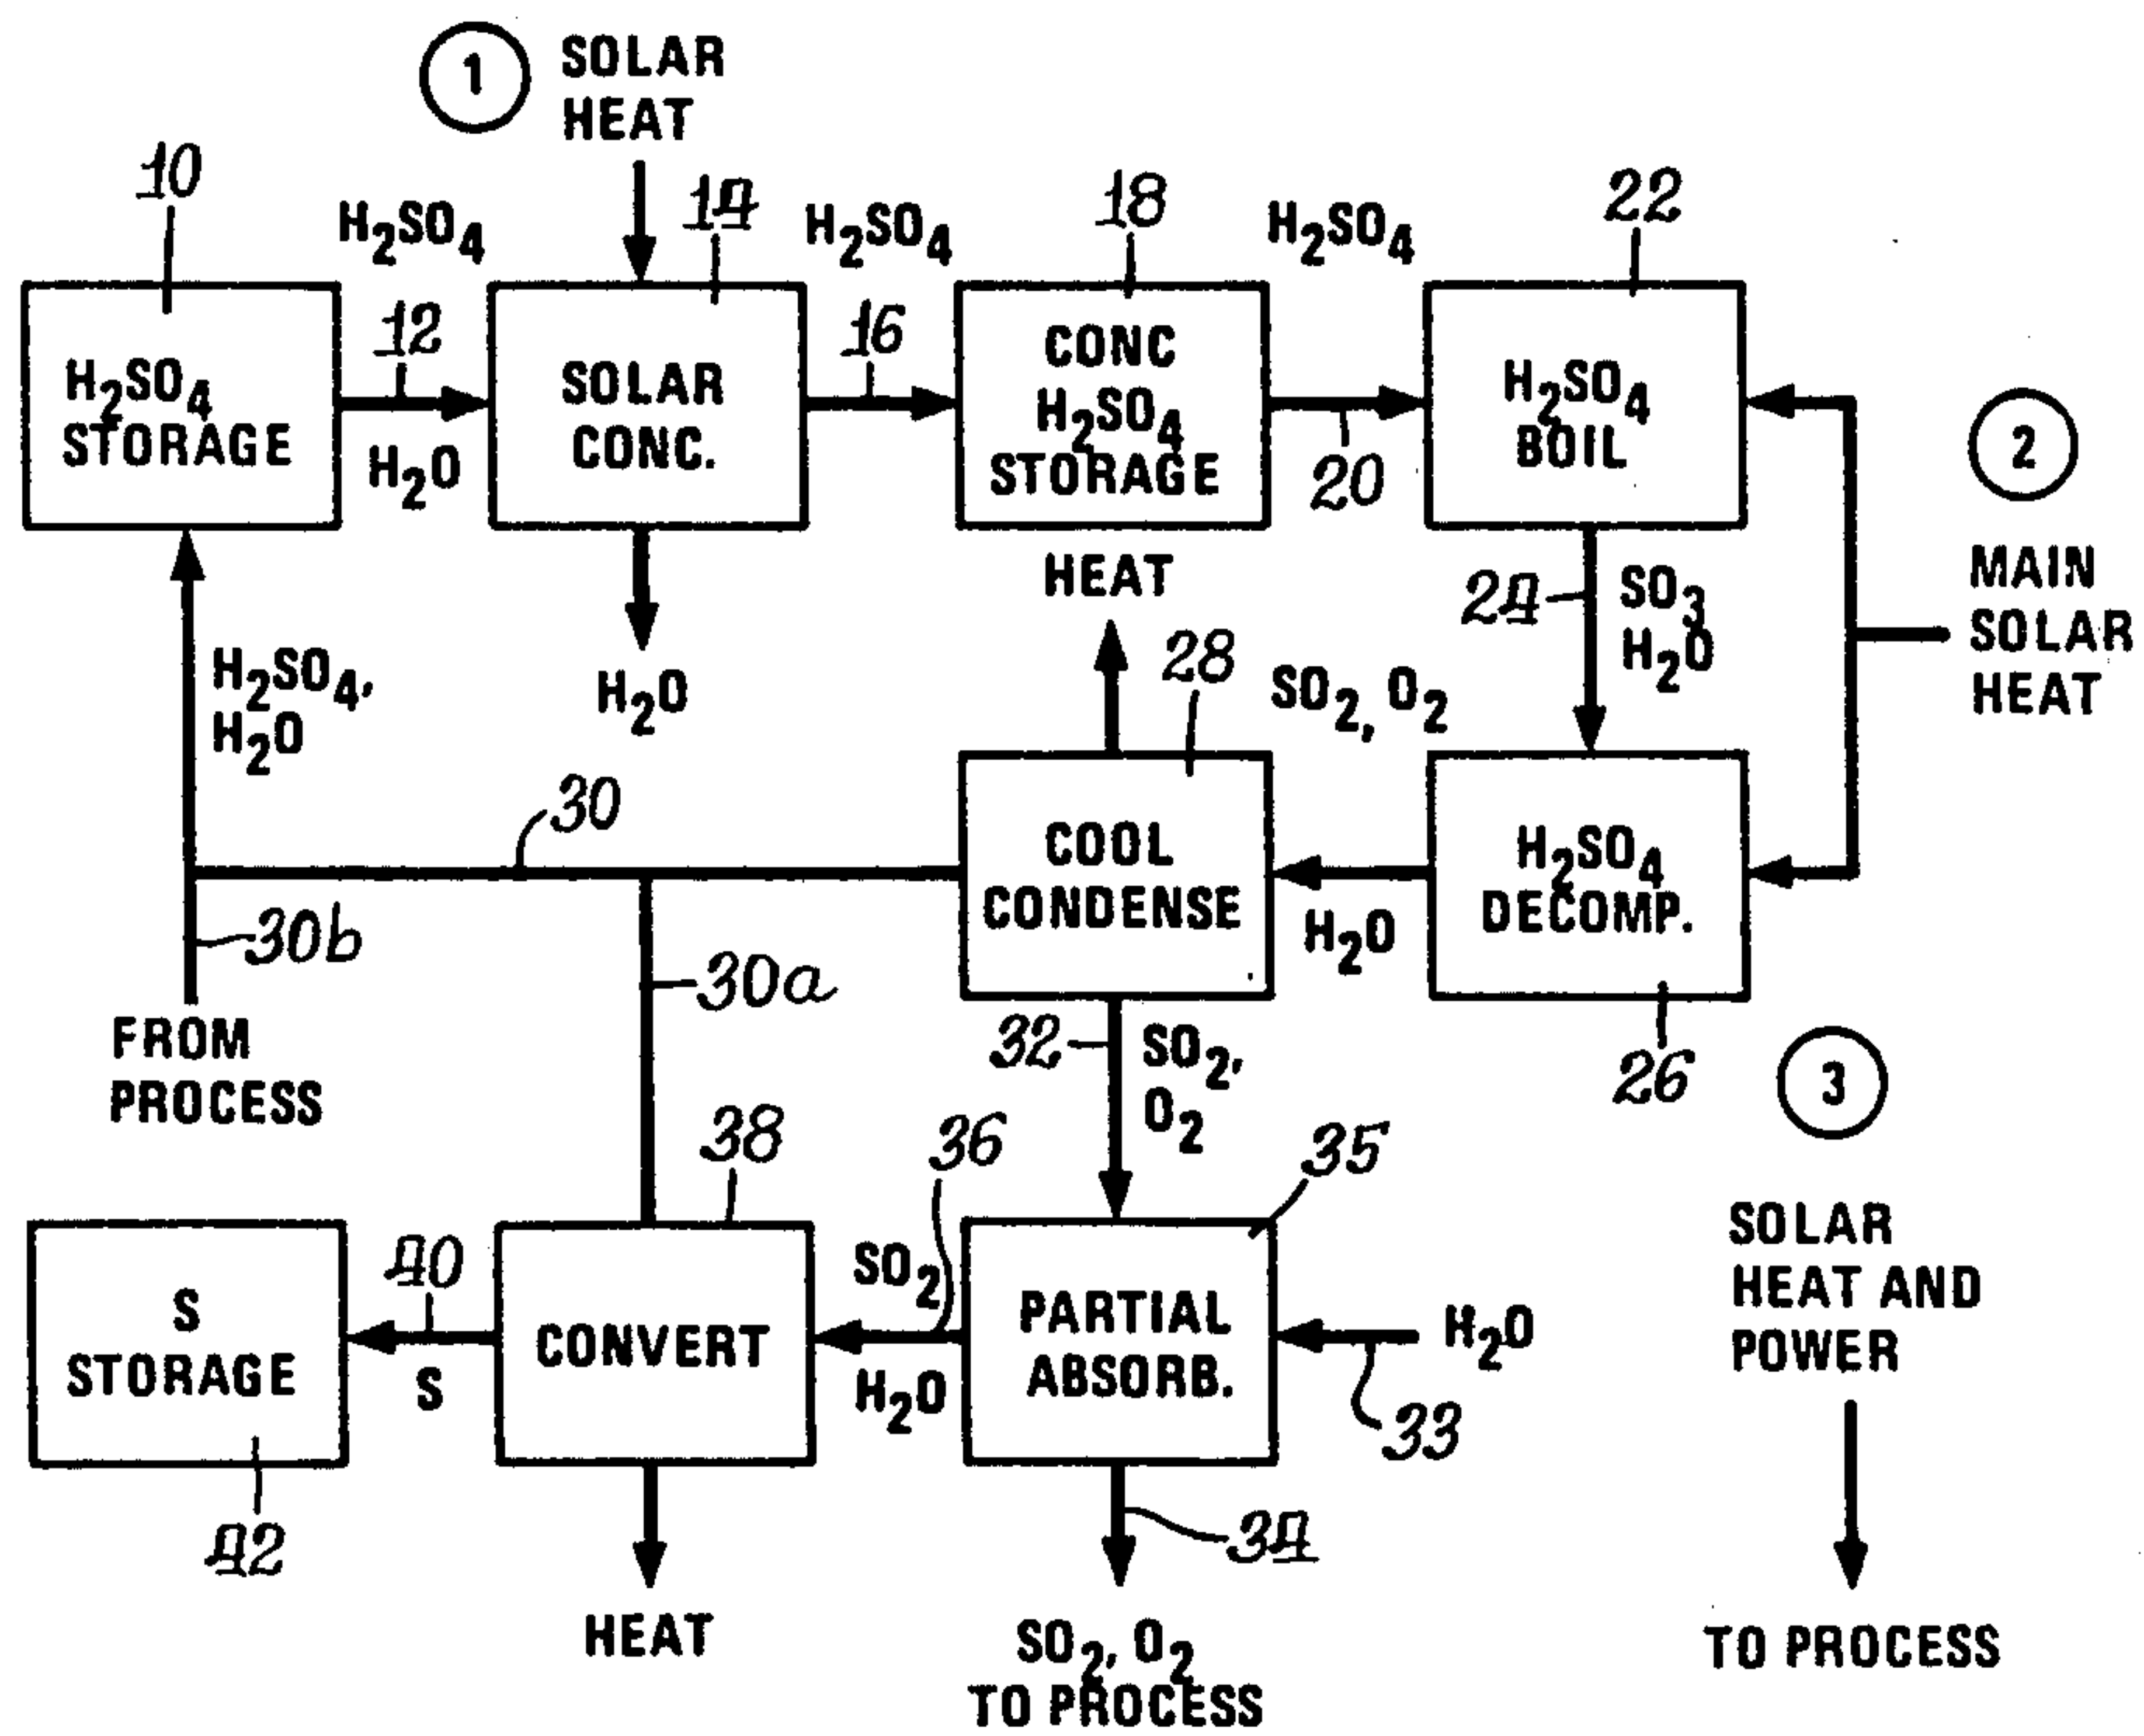 1
SOLAR
HEAT
10
H₂SO₄
14
H₂SO₄
18
H₂SO₄
22
H₂SO₄
STORAGE
12
H₂O
SOLAR
CONC.
16
CONC
H₂SO₄
STORAGE
20
H₂SO₄
BOIL
2
MAIN
SOLAR
HEAT
H₂SO₄,
H₂O
H₂O
HEAT
28
24
SO₃
H₂O
SO₂, O₂
30
COOL
CONDENSE
H₂O
H₂SO₄
DECOMP.
26
30b
30a
FROM
PROCESS
32
SO₂,
O₂
3
SOLAR
HEAT AND
POWER
TO PROCESS
S
STORAGE
42
40
S
38
CONVERT
HEAT
36
SO₂
H₂O
35
PARTIAL
ABSORB.
H₂O
33
34
SO₂, O₂
TO PROCESS